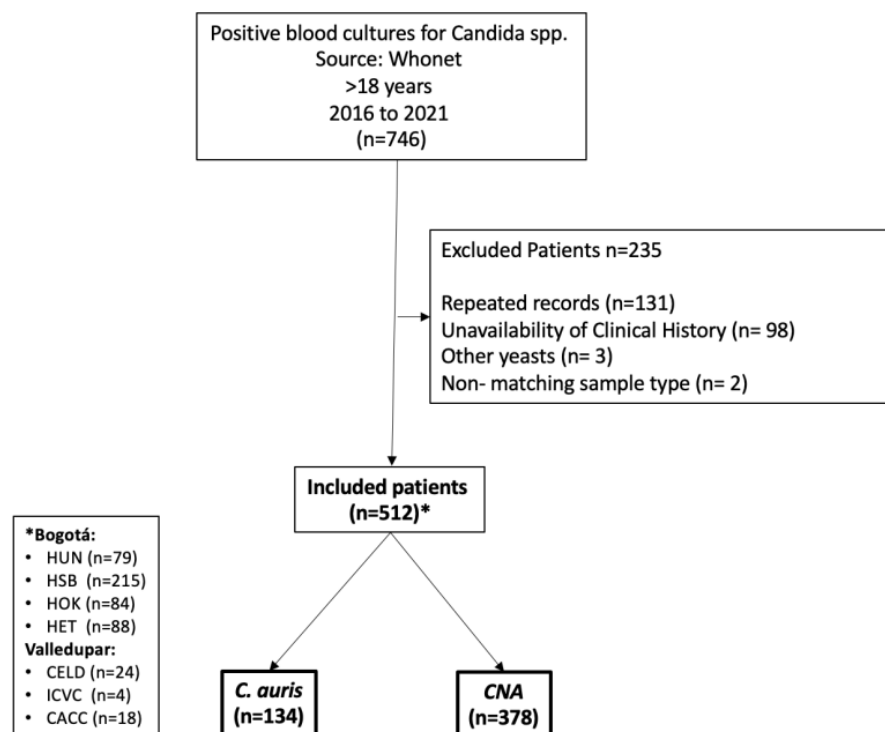 Positive blood cultures for Candida spp.
Source: Whonet
>18 years
2016 to 2021
(n=746)
Excluded Patients n=235
Repeated records (n=131)
Unavailability of Clinical History (n= 98)
Other yeasts (n= 3)
Non- matching sample type (n= 2)
Included patients
(n=512)*
*Bogotá:
• HUN (n=79)
• HSB (n=215)
• HOK (n=84)
• HET (n=88)
Valledupar:
• CELD (n=24)
• ICVC (n=4)
• CACC (n=18)
C. auris
(n=134)
CNA
(n=378)